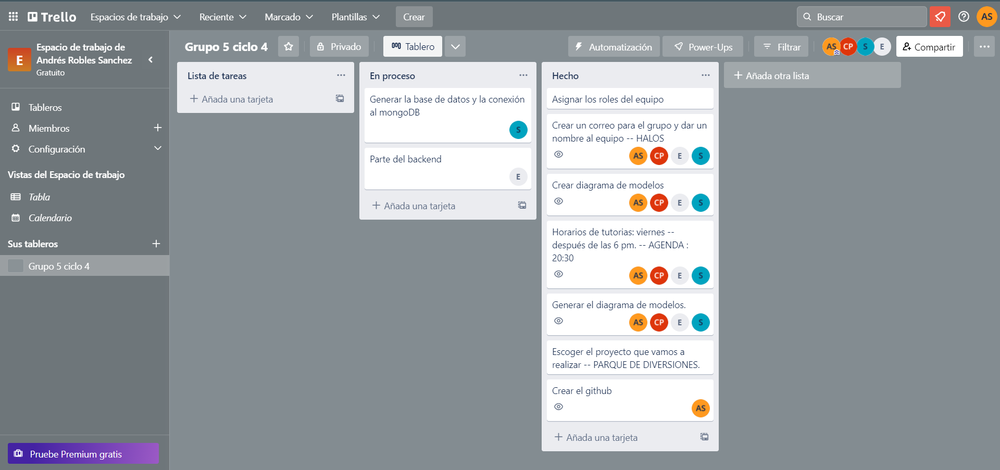 Trello
Espacios de trabajo
Reciente
Marcado
Plantillas
Crear
Buscar
AS
E
Espacio de trabajo de
Andrés Robles Sanchez
Gratuito
Tableros
Miembros
Configuración
Vistas del Espacio de trabajo
Tabla
Calendario
Sus tableros
Grupo 5 ciclo 4
Pruebe Premium gratis
Grupo 5 ciclo 4
Privado
Tablero
Automatización
Power-Ups
Filtrar
AS CP S E
Compartir
Lista de tareas
Añada una tarjeta
En proceso
Generar la base de datos y la conexión
al mongoDB
S
Parte del backend
E
Añada una tarjeta
Hecho
Asignar los roles del equipo
Crear un correo para el grupo y dar un
nombre al equipo -- HALOS
AS CP E S
Crear diagrama de modelos
AS CP E S
Horarios de tutorias: viernes --
después de las 6 pm. -- AGENDA :
20:30
AS CP E S
Generar el diagrama de modelos.
AS CP E S
Escoger el proyecto que vamos a
realizar -- PARQUE DE DIVERSIONES.
Crear el github
AS
Añada una tarjeta
Añada otra lista